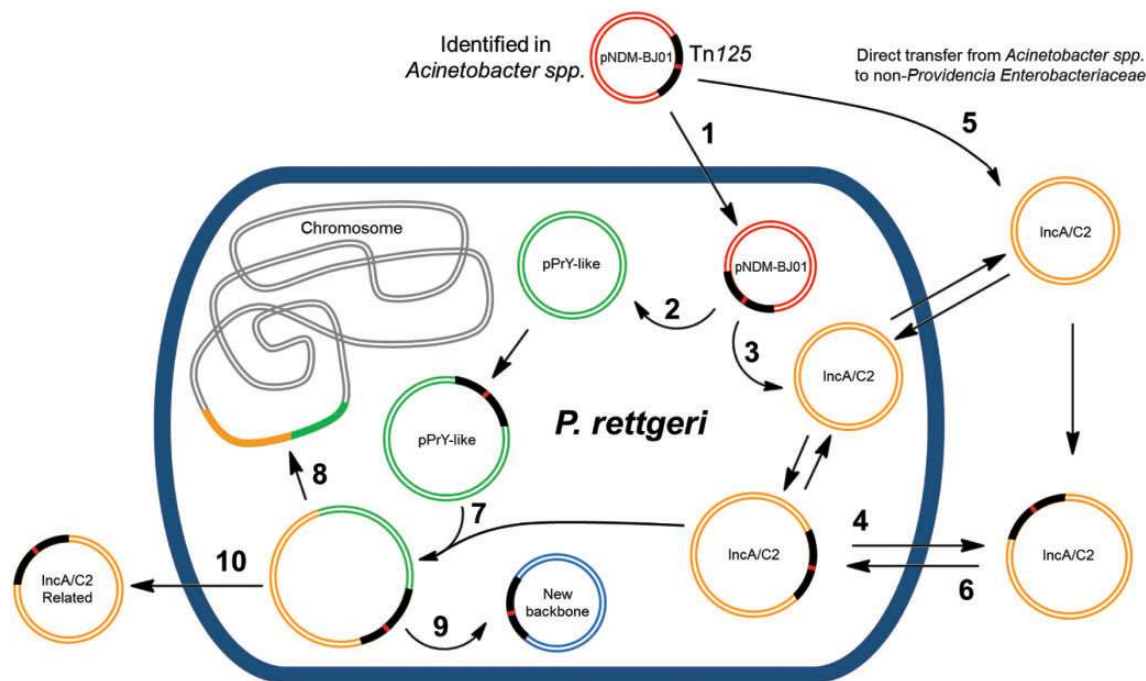 Identified in
Acinetobacter spp.
pNDM-BJ01
Tn125
Direct transfer from Acinetobacter spp.
to non-Providencia Enterobacteriaceae
1
5
Chromosome
pPrY-like
pNDM-BJ01
IncA/C2
2
3
IncA/C2
pPrY-like
P. rettgeri
8
7
4
IncA/C2
IncA/C2
6
IncA/C2
Related
10
New
backbone
9